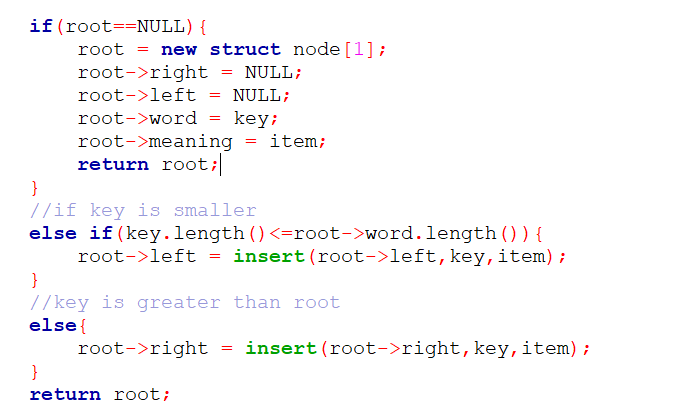 if(root==NULL){
    root = new struct node[1];
    root->right = NULL;
    root->left = NULL;
    root->word = key;
    root->meaning = item;
    return root;
}
//if key is smaller
else if(key.length()<=root->word.length()){
    root->left = insert(root->left,key,item);
}
//key is greater than root
else{
    root->right = insert(root->right,key,item);
}
return root;